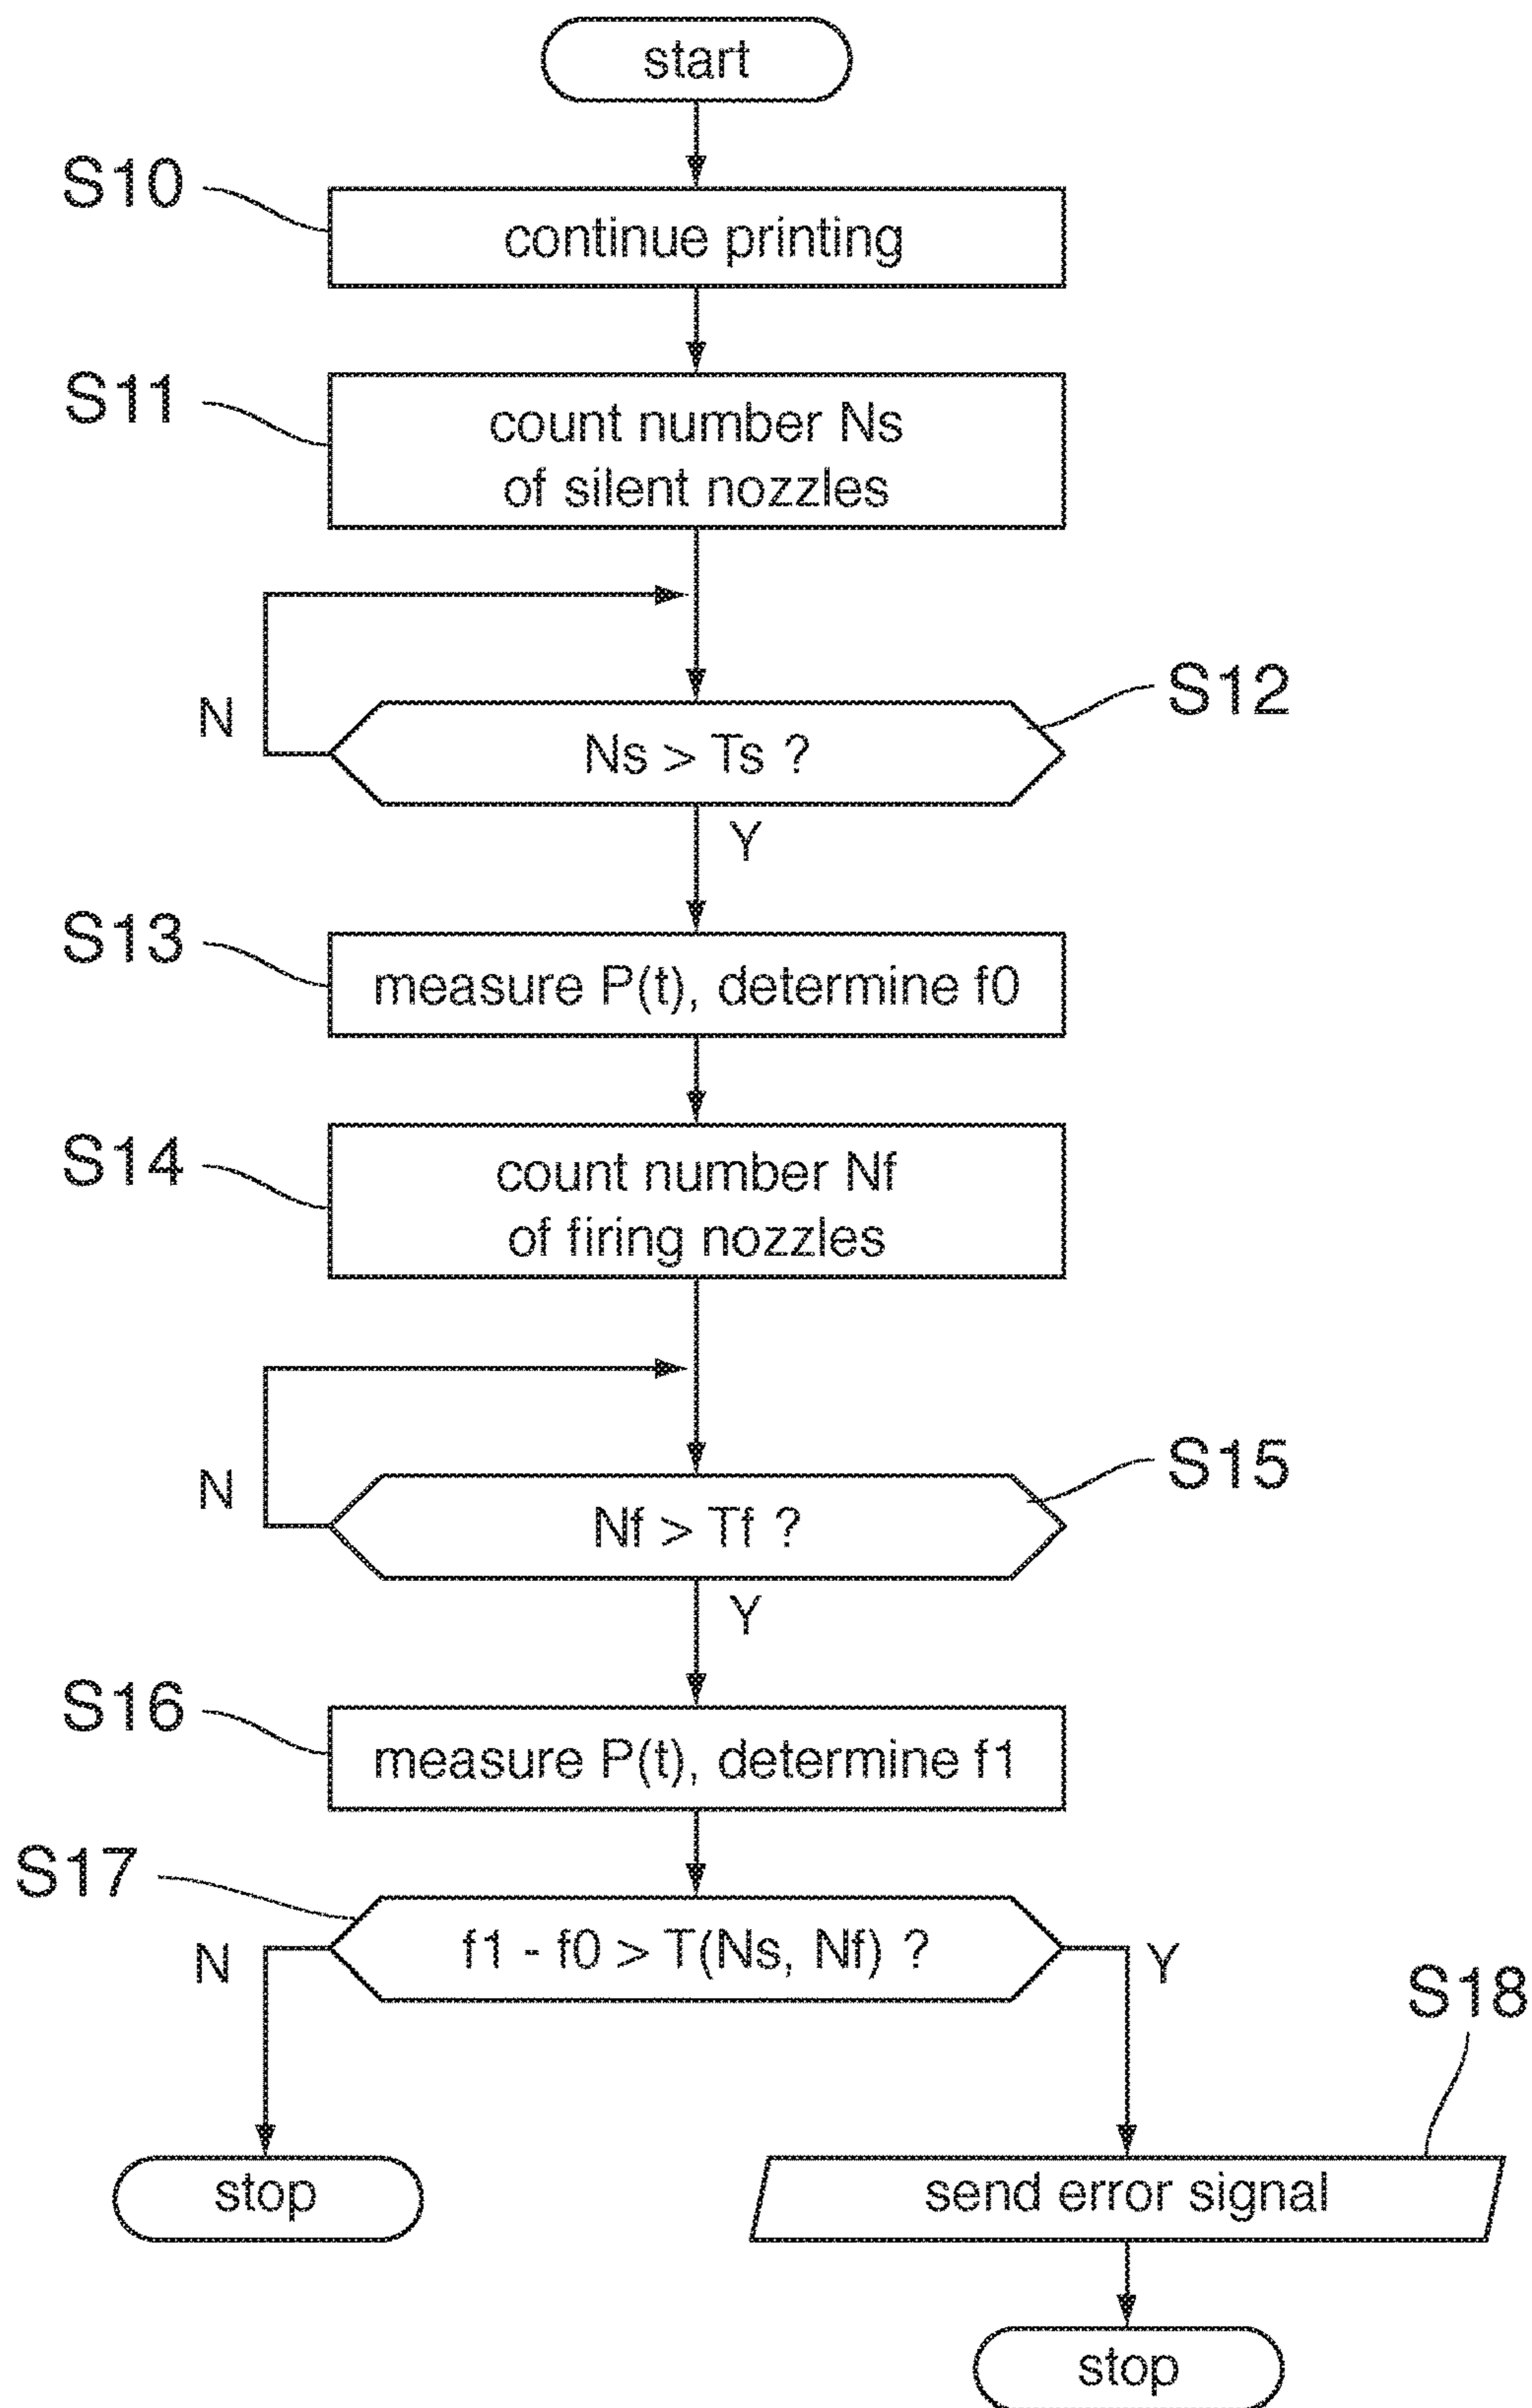 start
S10
continue printing
S11
count number Ns
of silent nozzles
N
S12
Ns > Ts ?
Y
S13
measure P(t), determine f0
S14
count number Nf
of firing nozzles
N
S15
Nf > Tf ?
Y
S16
measure P(t), determine f1
S17
N
f1 - f0 > T(Ns, Nf) ?
Y
S18
stop
send error signal
stop